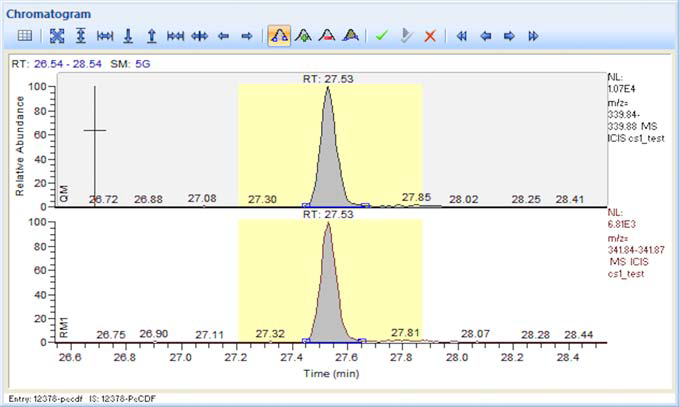 Chromatogram
RT: 26.54 - 28.54 SM: 5G
RT: 27.53
NL:
1.07E4
m/z=
339.84-
339.88 MS
ICIS cs1_test
Relative Abundance
100
80
60
40
20
0
QM
26.72 26.88 27.08 27.30 27.85 28.02 28.25 28.41
RT: 27.53
NL:
6.81E3
m/z=
341.84-341.87
MS ICIS
cs1_test
100
80
60
40
20
0
RM1
26.75 26.90 27.11 27.32 27.81 28.07 28.28 28.44
26.6 26.8 27.0 27.2 27.4 27.6 27.8 28.0 28.2 28.4
Time (min)
Entry: 12378-pecdf IS: 12378-PeCDF